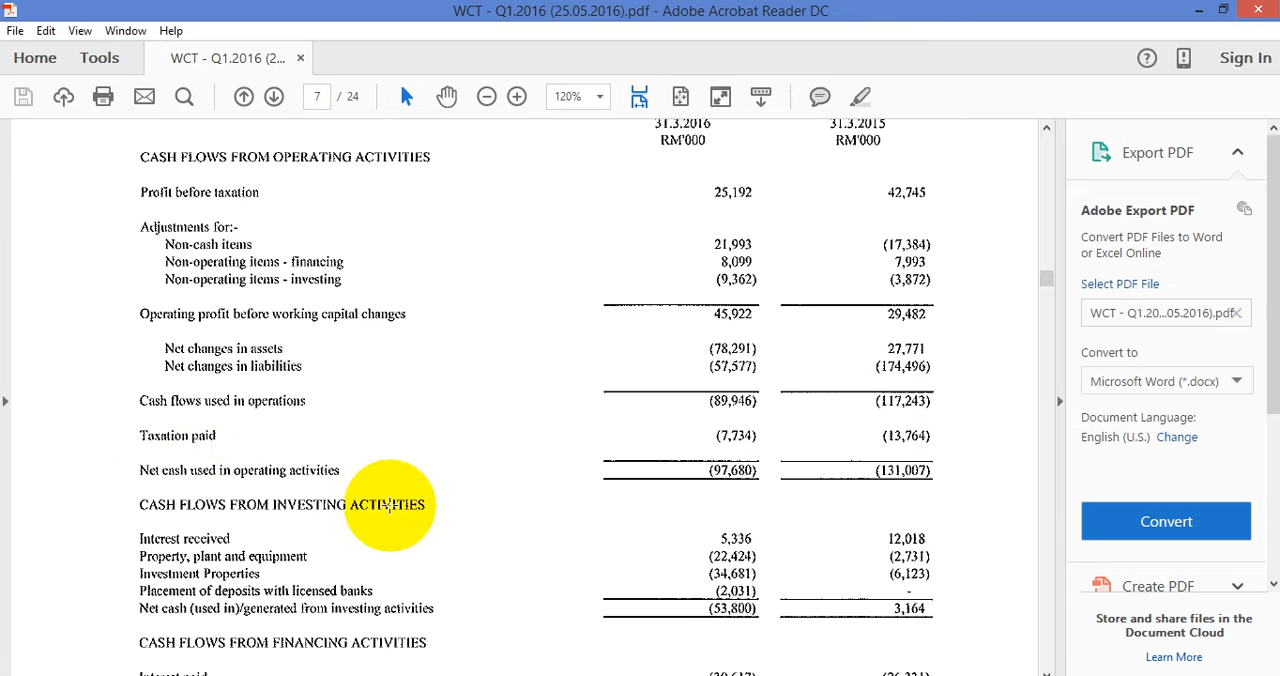 WCT - Q1.2016 (25.05.2016).pdf - Adobe Acrobat Reader DC
File Edit View Window Help
Home Tools WCT - Q1.2016 (2... ×
7 / 24 120% Sign In
31.3.2016 31.3.2015
RM'000 RM'000
CASH FLOWS FROM OPERATING ACTIVITIES
Profit before taxation 25,192 42,745
Adjustments for:-
Non-cash items 21,993 (17,384)
Non-operating items - financing 8,099 7,993
Non-operating items - investing (9,362) (3,872)
Operating profit before working capital changes 45,922 29,482
Net changes in assets (78,291) 27,771
Net changes in liabilities (57,577) (174,496)
Cash flows used in operations (89,946) (117,243)
Taxation paid (7,734) (13,764)
Net cash used in operating activities (97,680) (131,007)
CASH FLOWS FROM INVESTING ACTIVITIES
Interest received 5,336 12,018
Property, plant and equipment (22,424) (2,731)
Investment Properties (34,681) (6,123)
Placement of deposits with licensed banks (2,031) -
Net cash (used in)/generated from investing activities (53,800) 3,164
CASH FLOWS FROM FINANCING ACTIVITIES
Export PDF
Adobe Export PDF
Convert PDF Files to Word
or Excel Online
Select PDF File
WCT - Q1.20...05.2016).pdf
Convert to
Microsoft Word (*.docx)
Document Language:
English (U.S.) Change
Convert
Create PDF
Store and share files in the
Document Cloud
Learn More